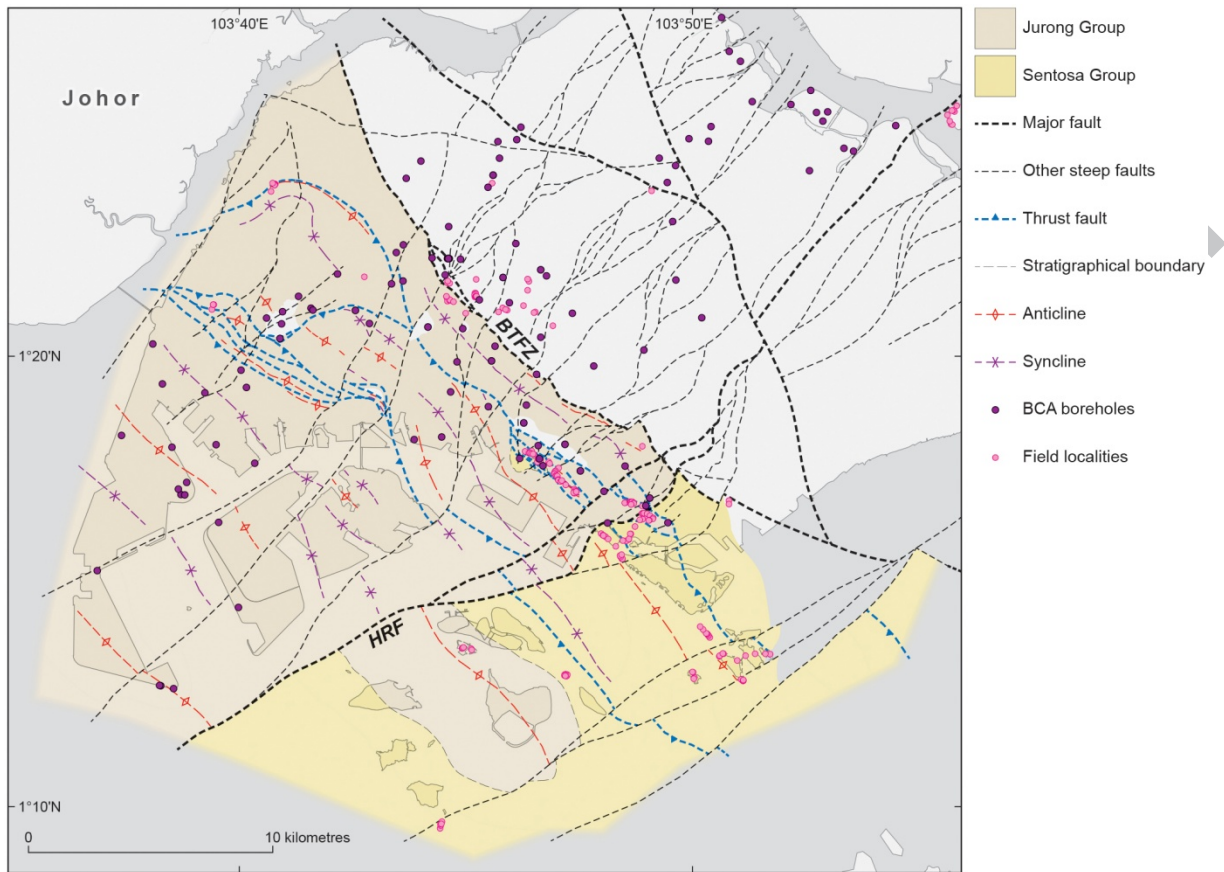 103°40'E
103°50'E
Johor
BTFZ
1°20'N
HRF
1°10'N
0
10 kilometres
Jurong Group
Sentosa Group
Major fault
Other steep faults
Thrust fault
Stratigraphical boundary
Anticline
Syncline
BCA boreholes
Field localities